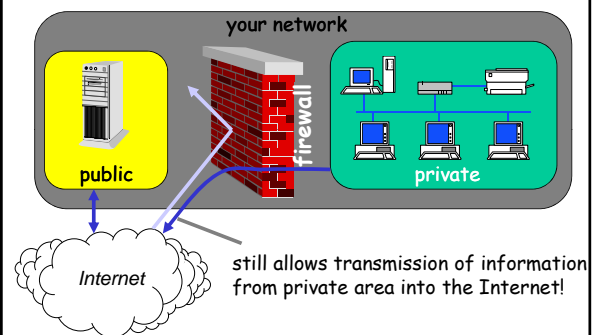 your network
firewall
public
private
Internet
still allows transmission of information
from private area into the Internet!